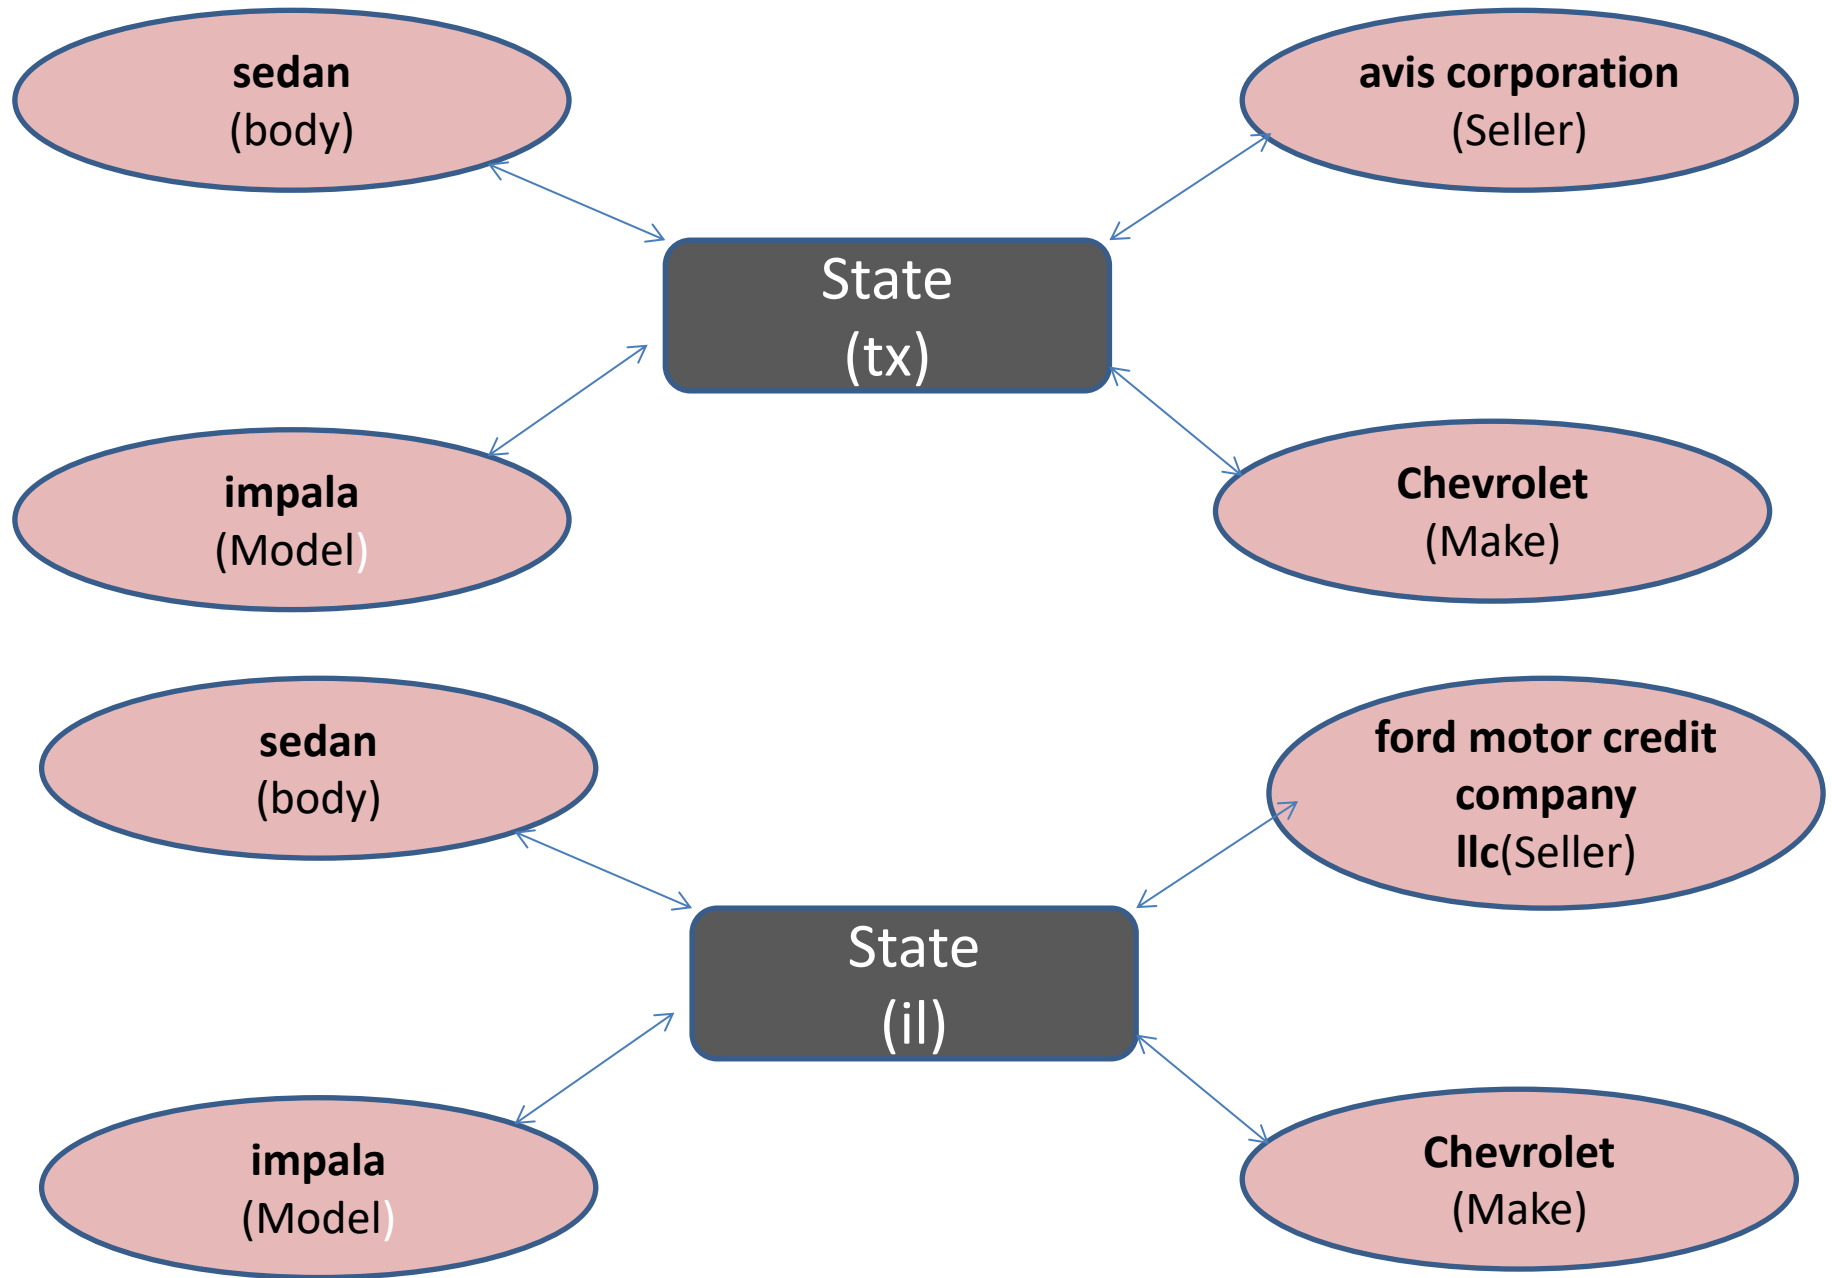 sedan
(body)
avis corporation
(Seller)
State
(tx)
impala
(Model)
Chevrolet
(Make)
sedan
(body)
ford motor credit
company
llc(Seller)
State
(il)
impala
(Model)
Chevrolet
(Make)